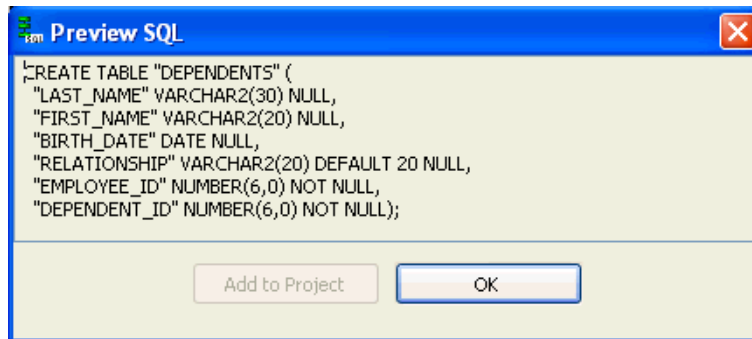 Preview SQL
CREATE TABLE "DEPENDENTS" (
"LAST_NAME" VARCHAR2(30) NULL,
"FIRST_NAME" VARCHAR2(20) NULL,
"BIRTH_DATE" DATE NULL,
"RELATIONSHIP" VARCHAR2(20) DEFAULT 20 NULL,
"EMPLOYEE_ID" NUMBER(6,0) NOT NULL,
"DEPENDENT_ID" NUMBER(6,0) NOT NULL);
Add to Project OK